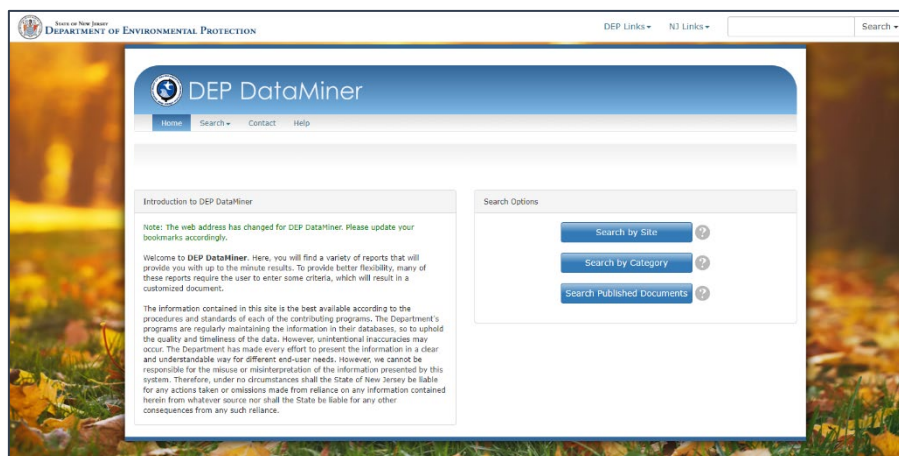 State of New Jersey
DEPARTMENT OF ENVIRONMENTAL PROTECTION
DEP Links
NJ Links
Search
DEP DataMiner
Home
Search
Contact
Help
Introduction to DEP DataMiner
Note: The web address has changed for DEP DataMiner. Please update your
bookmarks accordingly.
Welcome to DEP DataMiner. Here, you will find a variety of reports that will
provide you with up to the minute results. To provide better flexibility, many of
these reports require the user to enter some criteria, which will result in a
customized document.
The information contained in this site is the best available according to the
procedures and standards of each of the contributing programs. The Department's
programs are regularly maintaining the information in their databases, so to uphold
the quality and timeliness of the data. However, unintentional inaccuracies may
occur. The Department has made every effort to present the information in a clear
and understandable way for different end-user needs. However, we cannot be
responsible for the misuse or misinterpretation of the information presented by this
system. Therefore, under no circumstances shall the State of New Jersey be liable
for any actions taken or omissions made from reliance on any information contained
herein from whatever source nor shall the State be liable for any other
consequences from any such reliance.
Search Options
Search by Site ?
Search by Category ?
Search Published Documents ?